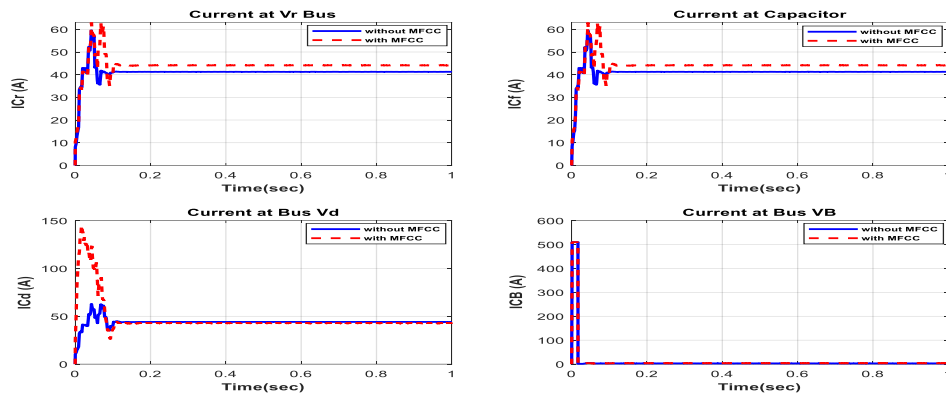 Current at Vr Bus
ICr (A)
60
50
40
30
20
10
0
without MFCC
with MFCC
0 0.2 0.4 0.6 0.8 1
Time(sec)
Current at Capacitor
ICf (A)
60
50
40
30
20
10
0
without MFCC
with MFCC
0 0.2 0.4 0.6 0.8 1
Time(sec)
Current at Bus Vd
ICd (A)
150
100
50
0
without MFCC
with MFCC
0 0.2 0.4 0.6 0.8 1
Time(sec)
Current at Bus VB
ICB (A)
600
500
400
300
200
100
0
without MFCC
with MFCC
0 0.2 0.4 0.6 0.8 1
Time(sec)